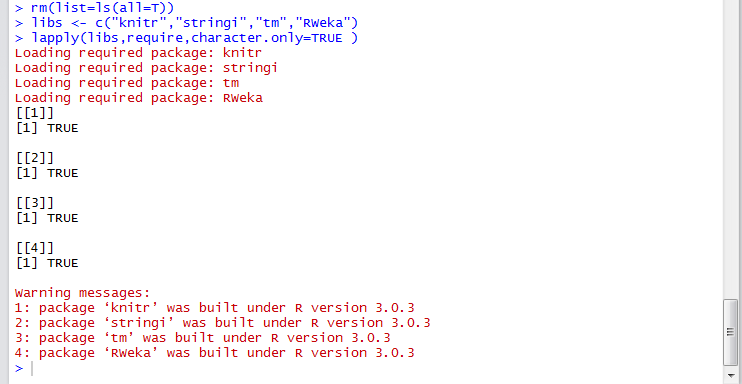 > rm(list=ls(all=T))
> libs <- c("knitr","stringi","tm","RWeka")
> lapply(libs,require,character.only=TRUE )
Loading required package: knitr
Loading required package: stringi
Loading required package: tm
Loading required package: RWeka
[[1]]
[1] TRUE
[[2]]
[1] TRUE
[[3]]
[1] TRUE
[[4]]
[1] TRUE
Warning messages:
1: package ‘knitr’ was built under R version 3.0.3
2: package ‘stringi’ was built under R version 3.0.3
3: package ‘tm’ was built under R version 3.0.3
4: package ‘RWeka’ was built under R version 3.0.3
>